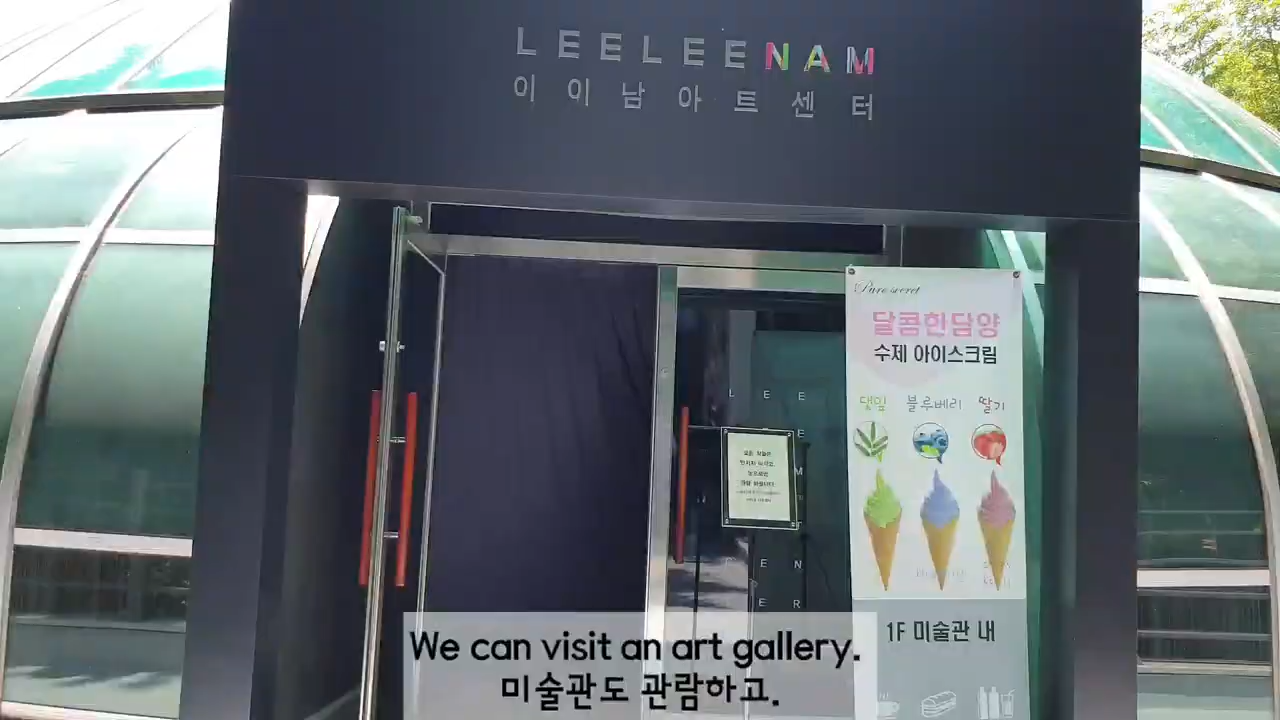 LEELEENAM
이이남아트센터
Pure secret
달콤한담양
수제 아이스크림
댓잎 블루베리 딸기
L E E
E
M
E N
E R
1F 미술관 내
We can visit an art gallery.
미술관도 관람하고.